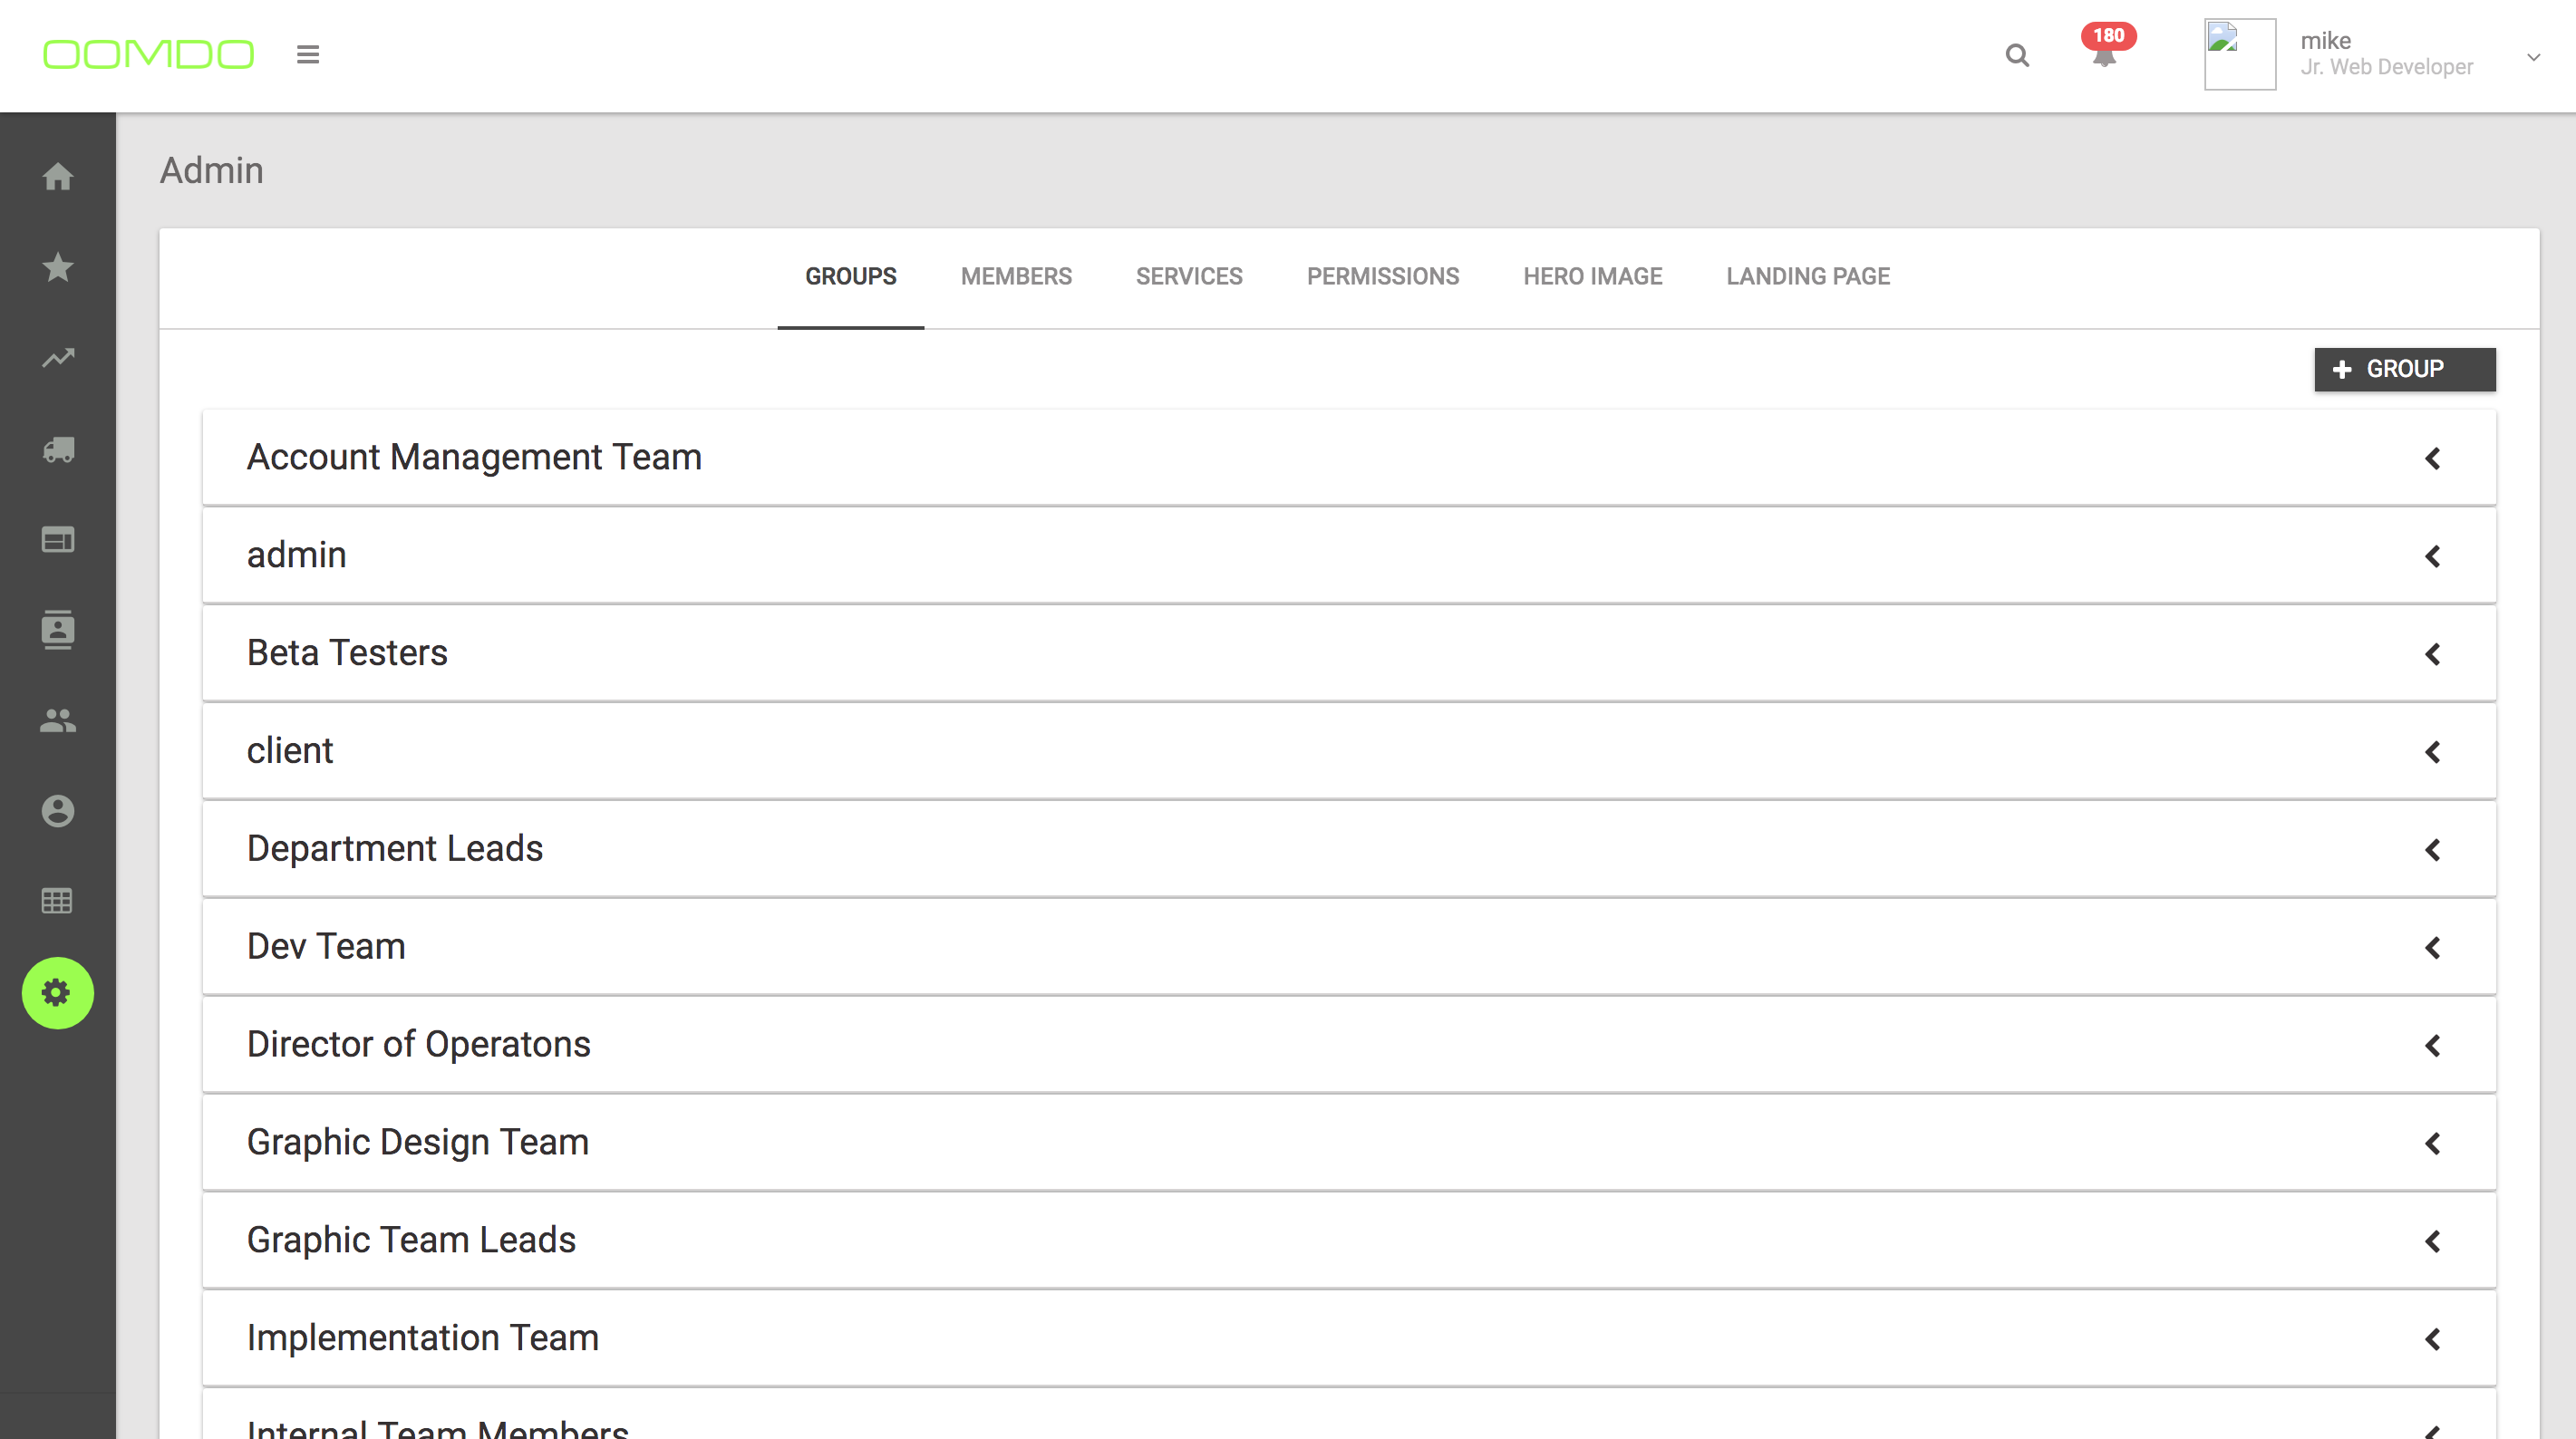 OOMDO
180
mike
Jr. Web Developer
Admin
GROUPS MEMBERS SERVICES PERMISSIONS HERO IMAGE LANDING PAGE
GROUP
Account Management Team
admin
Beta Testers
client
Department Leads
Dev Team
Director of Operatons
Graphic Design Team
Graphic Team Leads
Implementation Team
Internal Team Members